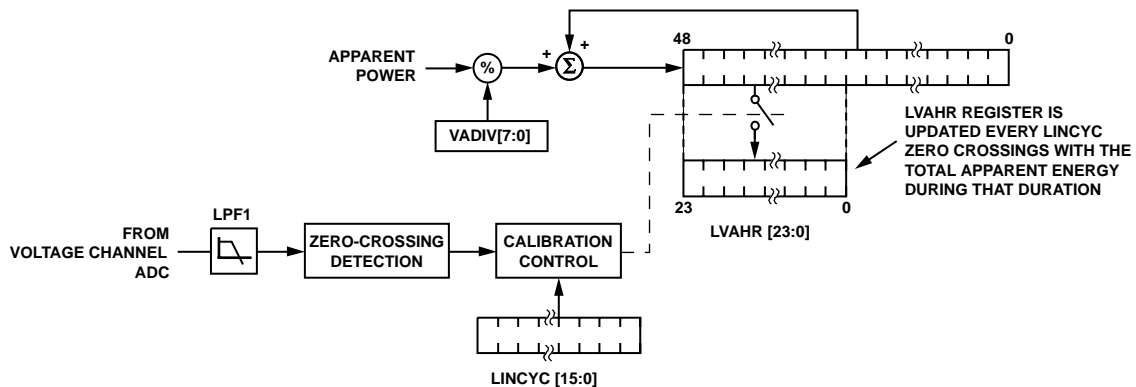 48
0
APPARENT
POWER
%
+
+
Σ
VADIV[7:0]
LVAHR REGISTER IS
UPDATED EVERY LINCYC
ZERO CROSSINGS WITH THE
TOTAL APPARENT ENERGY
DURING THAT DURATION
23
0
LVAHR [23:0]
LPF1
FROM
VOLTAGE CHANNEL
ADC
ZERO-CROSSING
DETECTION
CALIBRATION
CONTROL
LINCYC [15:0]